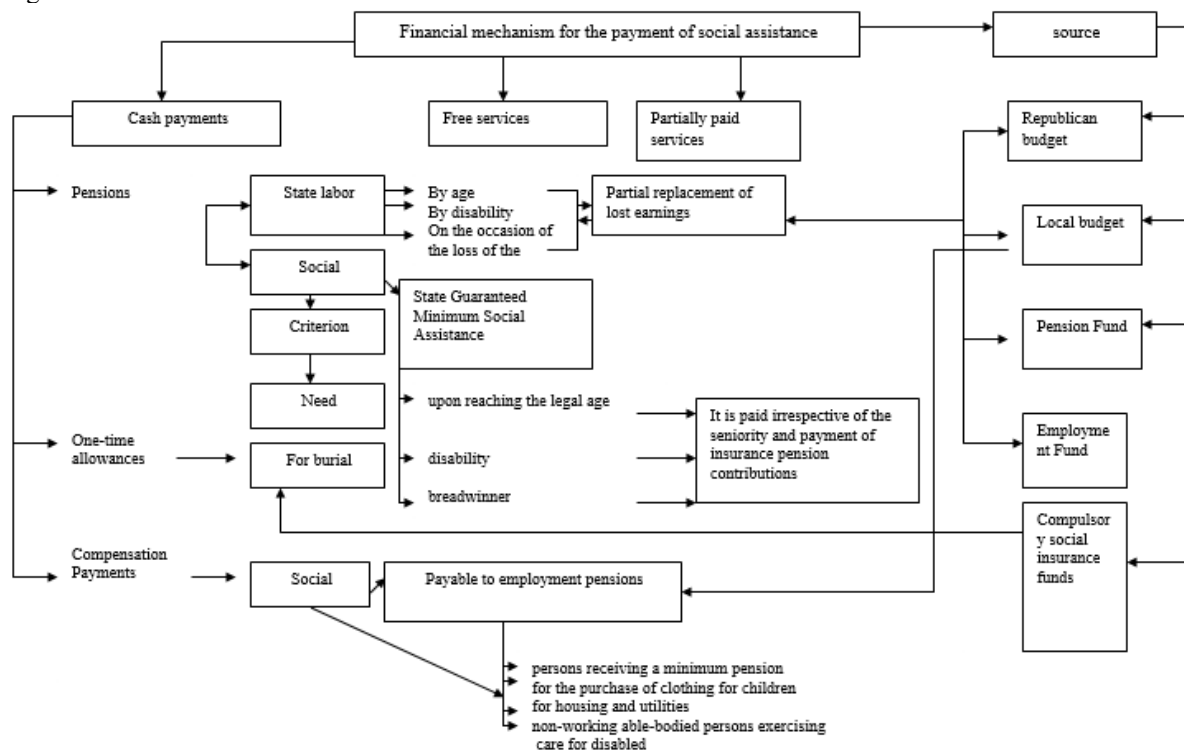 Financial mechanism for the payment of social assistance
source
Cash payments
Free services
Partially paid
services
Republican
budget
Pensions
State labor
By age
By disability
On the occasion of
the loss of the
Partial replacement of
lost earnings
Local budget
Social
State Guaranteed
Minimum Social
Assistance
Criterion
Pension Fund
Need
upon reaching the legal age
It is paid irrespective of the
seniority and payment of
insurance pension
contributions
One-time
allowances
For burial
disability
breadwinner
Employme
nt Fund
Compulsor
y social
insurance
funds
Compensation
Payments
Social
Payable to employment pensions
persons receiving a minimum pension
for the purchase of clothing for children
for housing and utilities
non-working able-bodied persons exercising
care for disabled